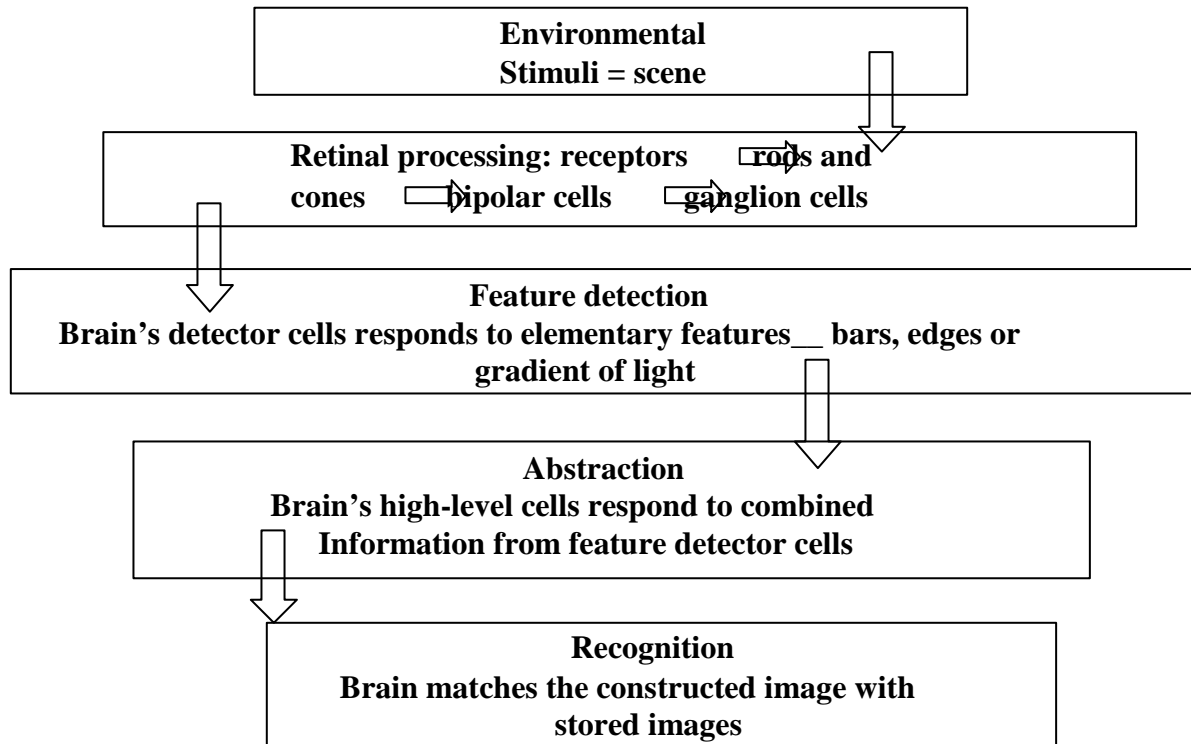 Environmental
Stimuli = scene
Retinal processing: receptors rods and
cones bipolar cells ganglion cells
Feature detection
Brain’s detector cells responds to elementary features__ bars, edges or
gradient of light
Abstraction
Brain’s high-level cells respond to combined
Information from feature detector cells
Recognition
Brain matches the constructed image with
stored images